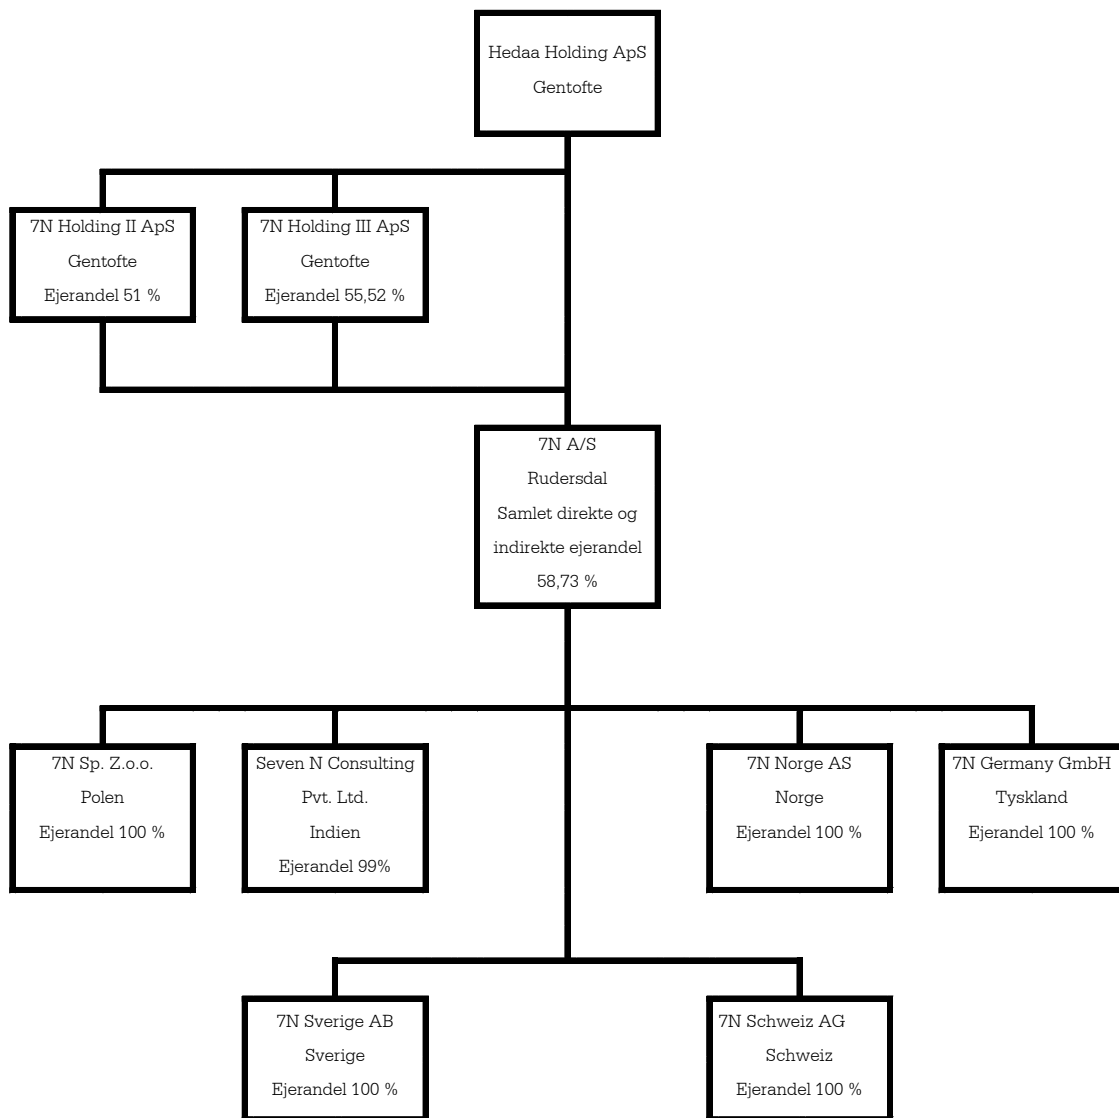 Hedaa Holding ApS
Gentofte
7N Holding II ApS
Gentofte
Ejerandel 51 %
7N Holding III ApS
Gentofte
Ejerandel 55,52 %
7N A/S
Rudersdal
Samlet direkte og
indirekte ejerandel
58,73 %
7N Sp. Z.o.o.
Polen
Ejerandel 100 %
Seven N Consulting
Pvt. Ltd.
Indien
Ejerandel 99%
7N Norge AS
Norge
Ejerandel 100 %
7N Germany GmbH
Tyskland
Ejerandel 100 %
7N Sverige AB
Sverige
Ejerandel 100 %
7N Schweiz AG
Schweiz
Ejerandel 100 %